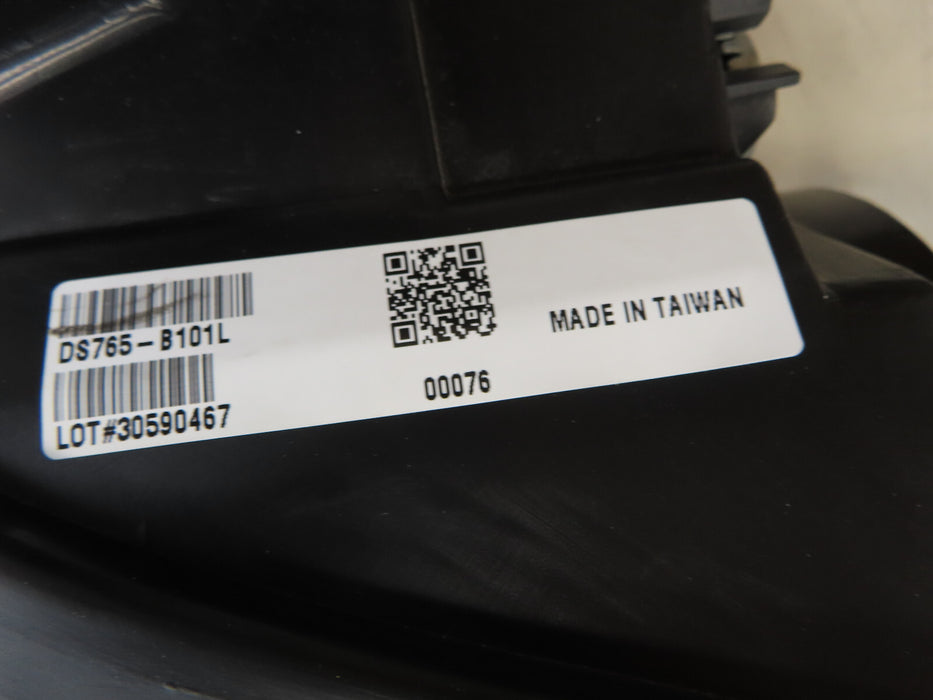 DS765-B101L
LOT#30590467
00076
MADE IN TAIWAN